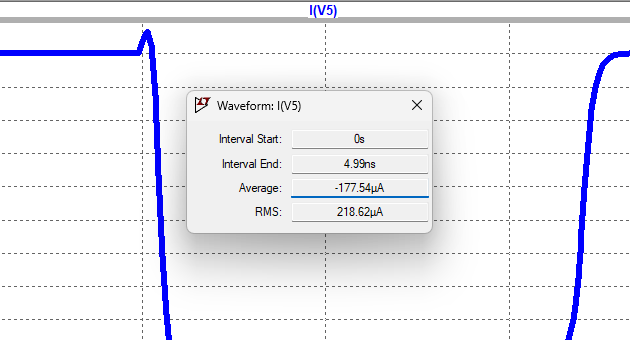 I(V5)
Waveform: I(V5)
Interval Start: 0s
Interval End: 4.99ns
Average: -177.54µA
RMS: 218.62µA